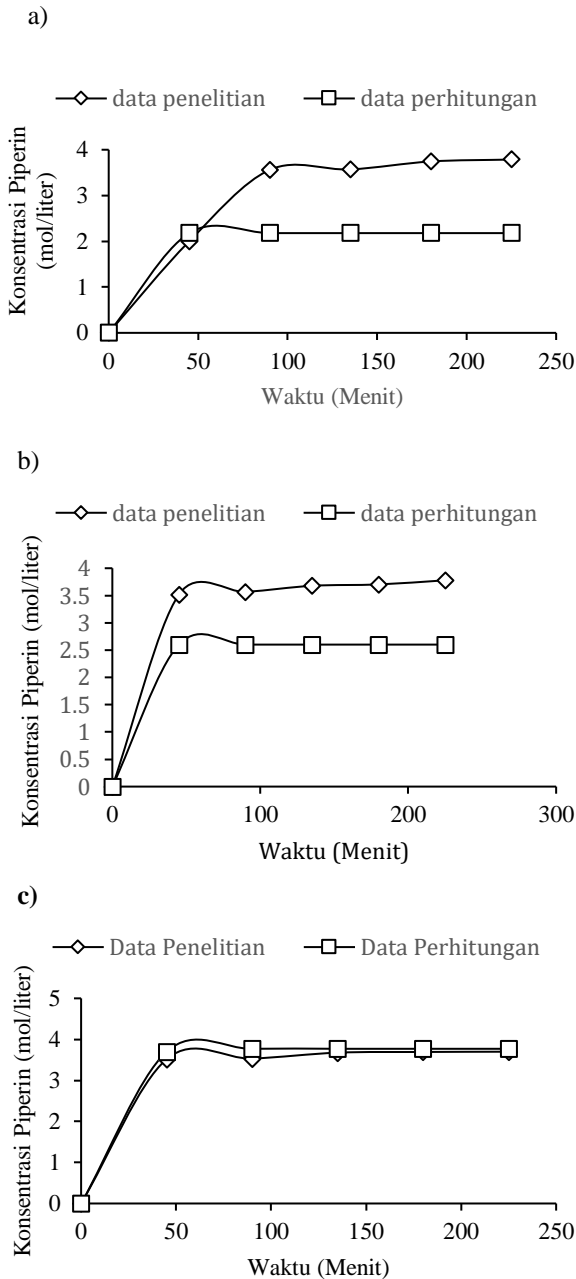 a)
data penelitian data perhitungan
Konsentrasi Piperin
(mol/liter)
4
3
2
1
0
0 50 100 150 200 250
Waktu (Menit)
b)
data penelitian data perhitungan
Konsentrasi Piperin (mol/liter)
4
3.5
3
2.5
2
1.5
1
0.5
0
0 100 200 300
Waktu (Menit)
c)
Data Penelitian Data Perhitungan
Konsentrasi Piperin (mol/liter)
5
4
3
2
1
0
0 50 100 150 200 250
Waktu (Menit)